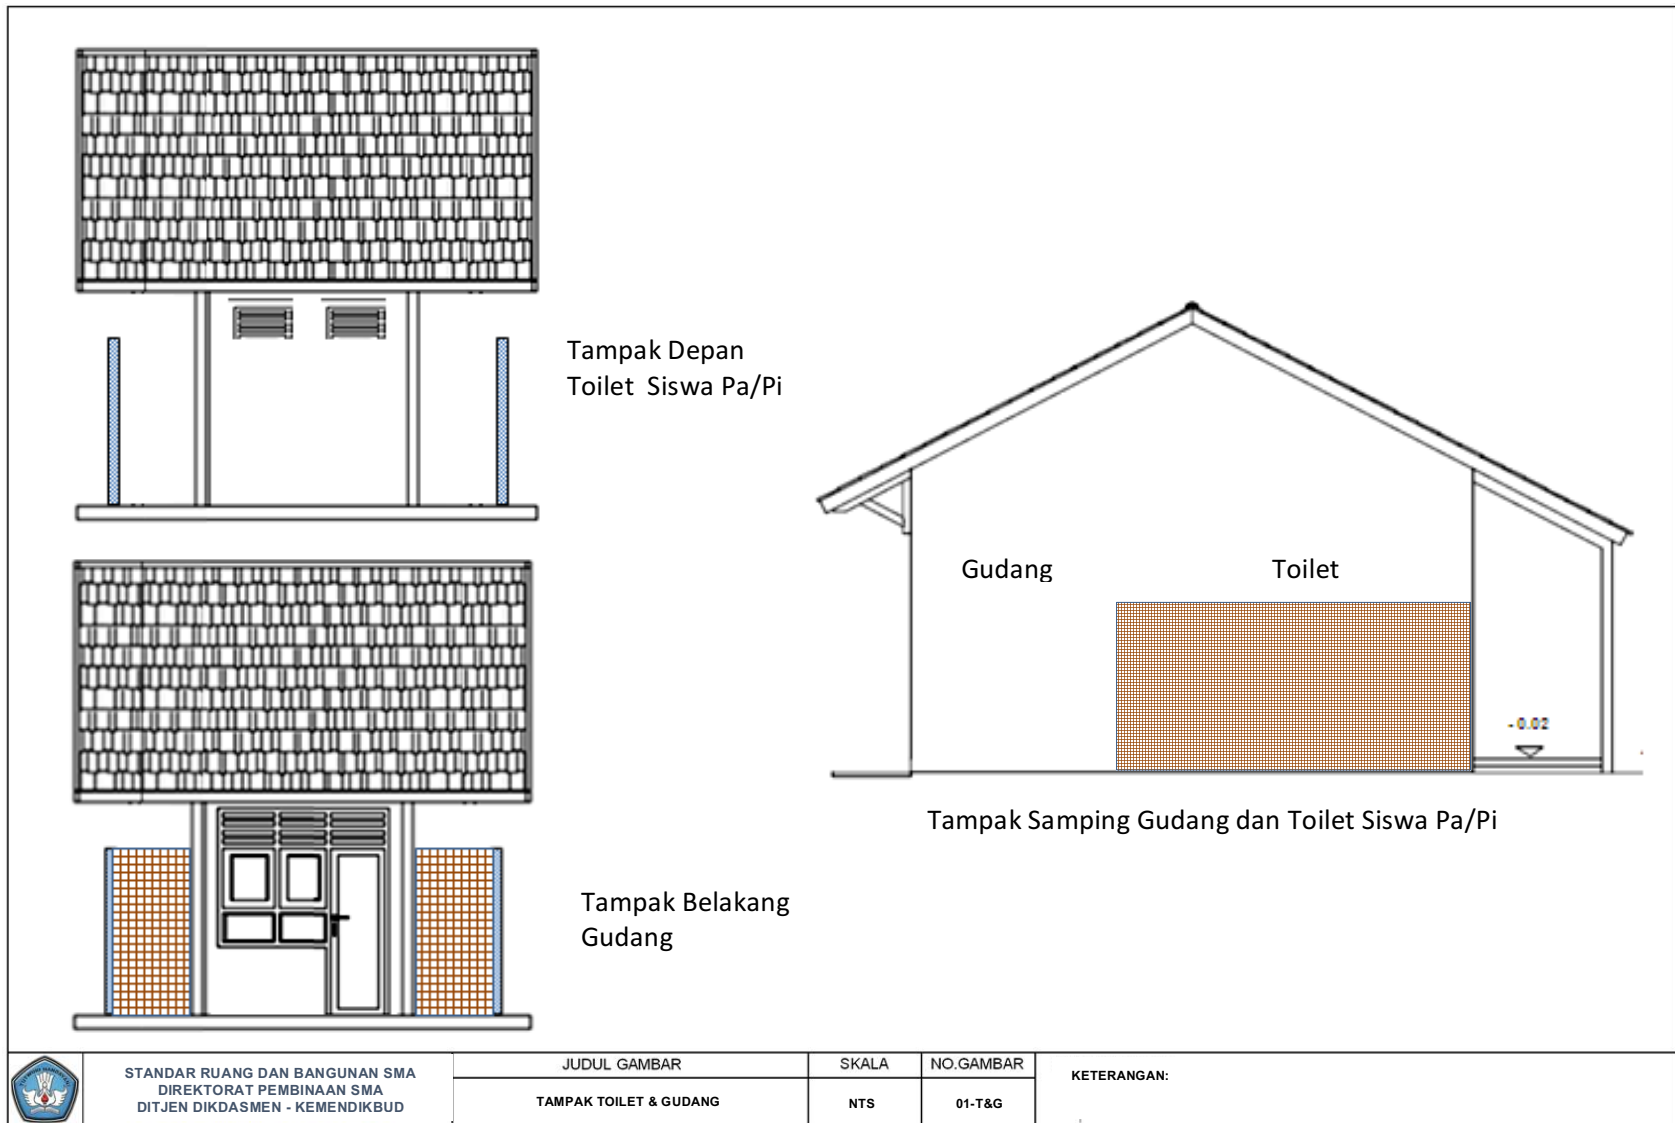 Tampak Depan
Toilet Siswa Pa/Pi
Gudang
Toilet
-0.02
Tampak Samping Gudang dan Toilet Siswa Pa/Pi
Tampak Belakang
Gudang
STANDAR RUANG DAN BANGUNAN SMA
DIREKTORAT PEMBINAAN SMA
DITJEN DIKDASMEN - KEMENDIKBUD
JUDUL GAMBAR
TAMPAK TOILET & GUDANG
SKALA
NTS
NO.GAMBAR
01-T&G
KETERANGAN: